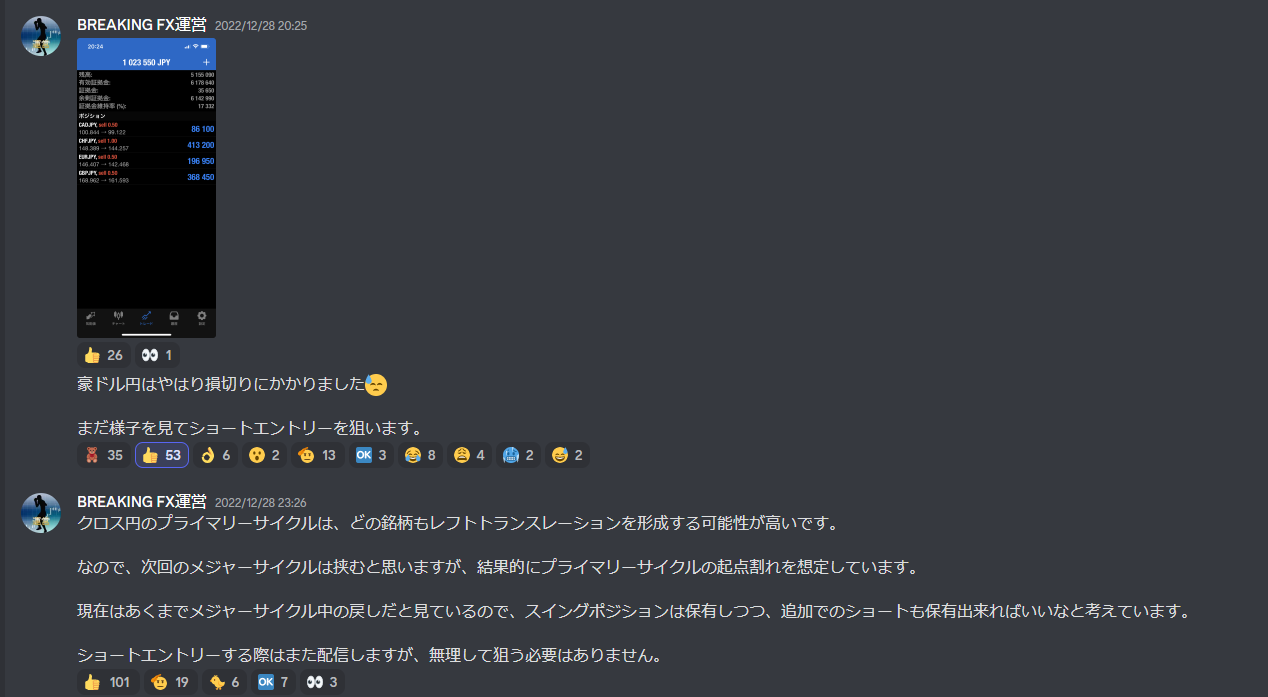 BREAKING FX運営 2022/12/28 20:25
20:24
1 023 550 JPY +
残高: 5 155 090
有効証拠金: 6 178 640
証拠金: 35 650
余剰証拠金: 6 142 990
証拠金維持率 (%): 17 332
ポジション
CADJPY, sell 0.50
100.844 → 99.122 86 100
CHFJPY, sell 1.00
148.389 → 144.257 413 200
EURJPY, sell 0.50
146.407 → 142.468 196 950
GBPJPY, sell 0.50
168.962 → 161.593 368 450
26 1
豪ドル円はやはり損切りにかかりました
まだ様子を見てショートエントリーを狙います。
35 53 6 2 13 OK 3 8 4 2 2
BREAKING FX運営 2022/12/28 23:26
クロス円のプライマリーサイクルは、どの銘柄もレフトトランスレーションを形成する可能性が高いです。
なので、次回のメジャーサイクルは挟むと思いますが、結果的にプライマリーサイクルの起点割れを想定しています。
現在はあくまでメジャーサイクル中の戻しだと見ているので、スイングポジションは保有しつつ、追加でのショートも保有出来ればいいなと考えています。
ショートエントリーする際はまた配信しますが、無理して狙う必要はありません。
101 19 6 OK 7 3